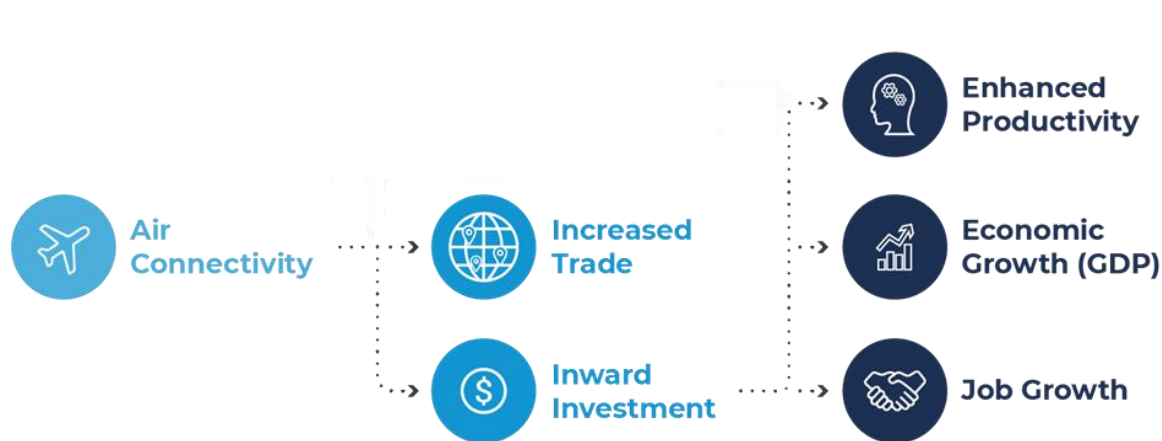 Air
Connectivity
Increased
Trade
Inward
Investment
$
Enhanced
Productivity
Economic
Growth (GDP)
Job Growth